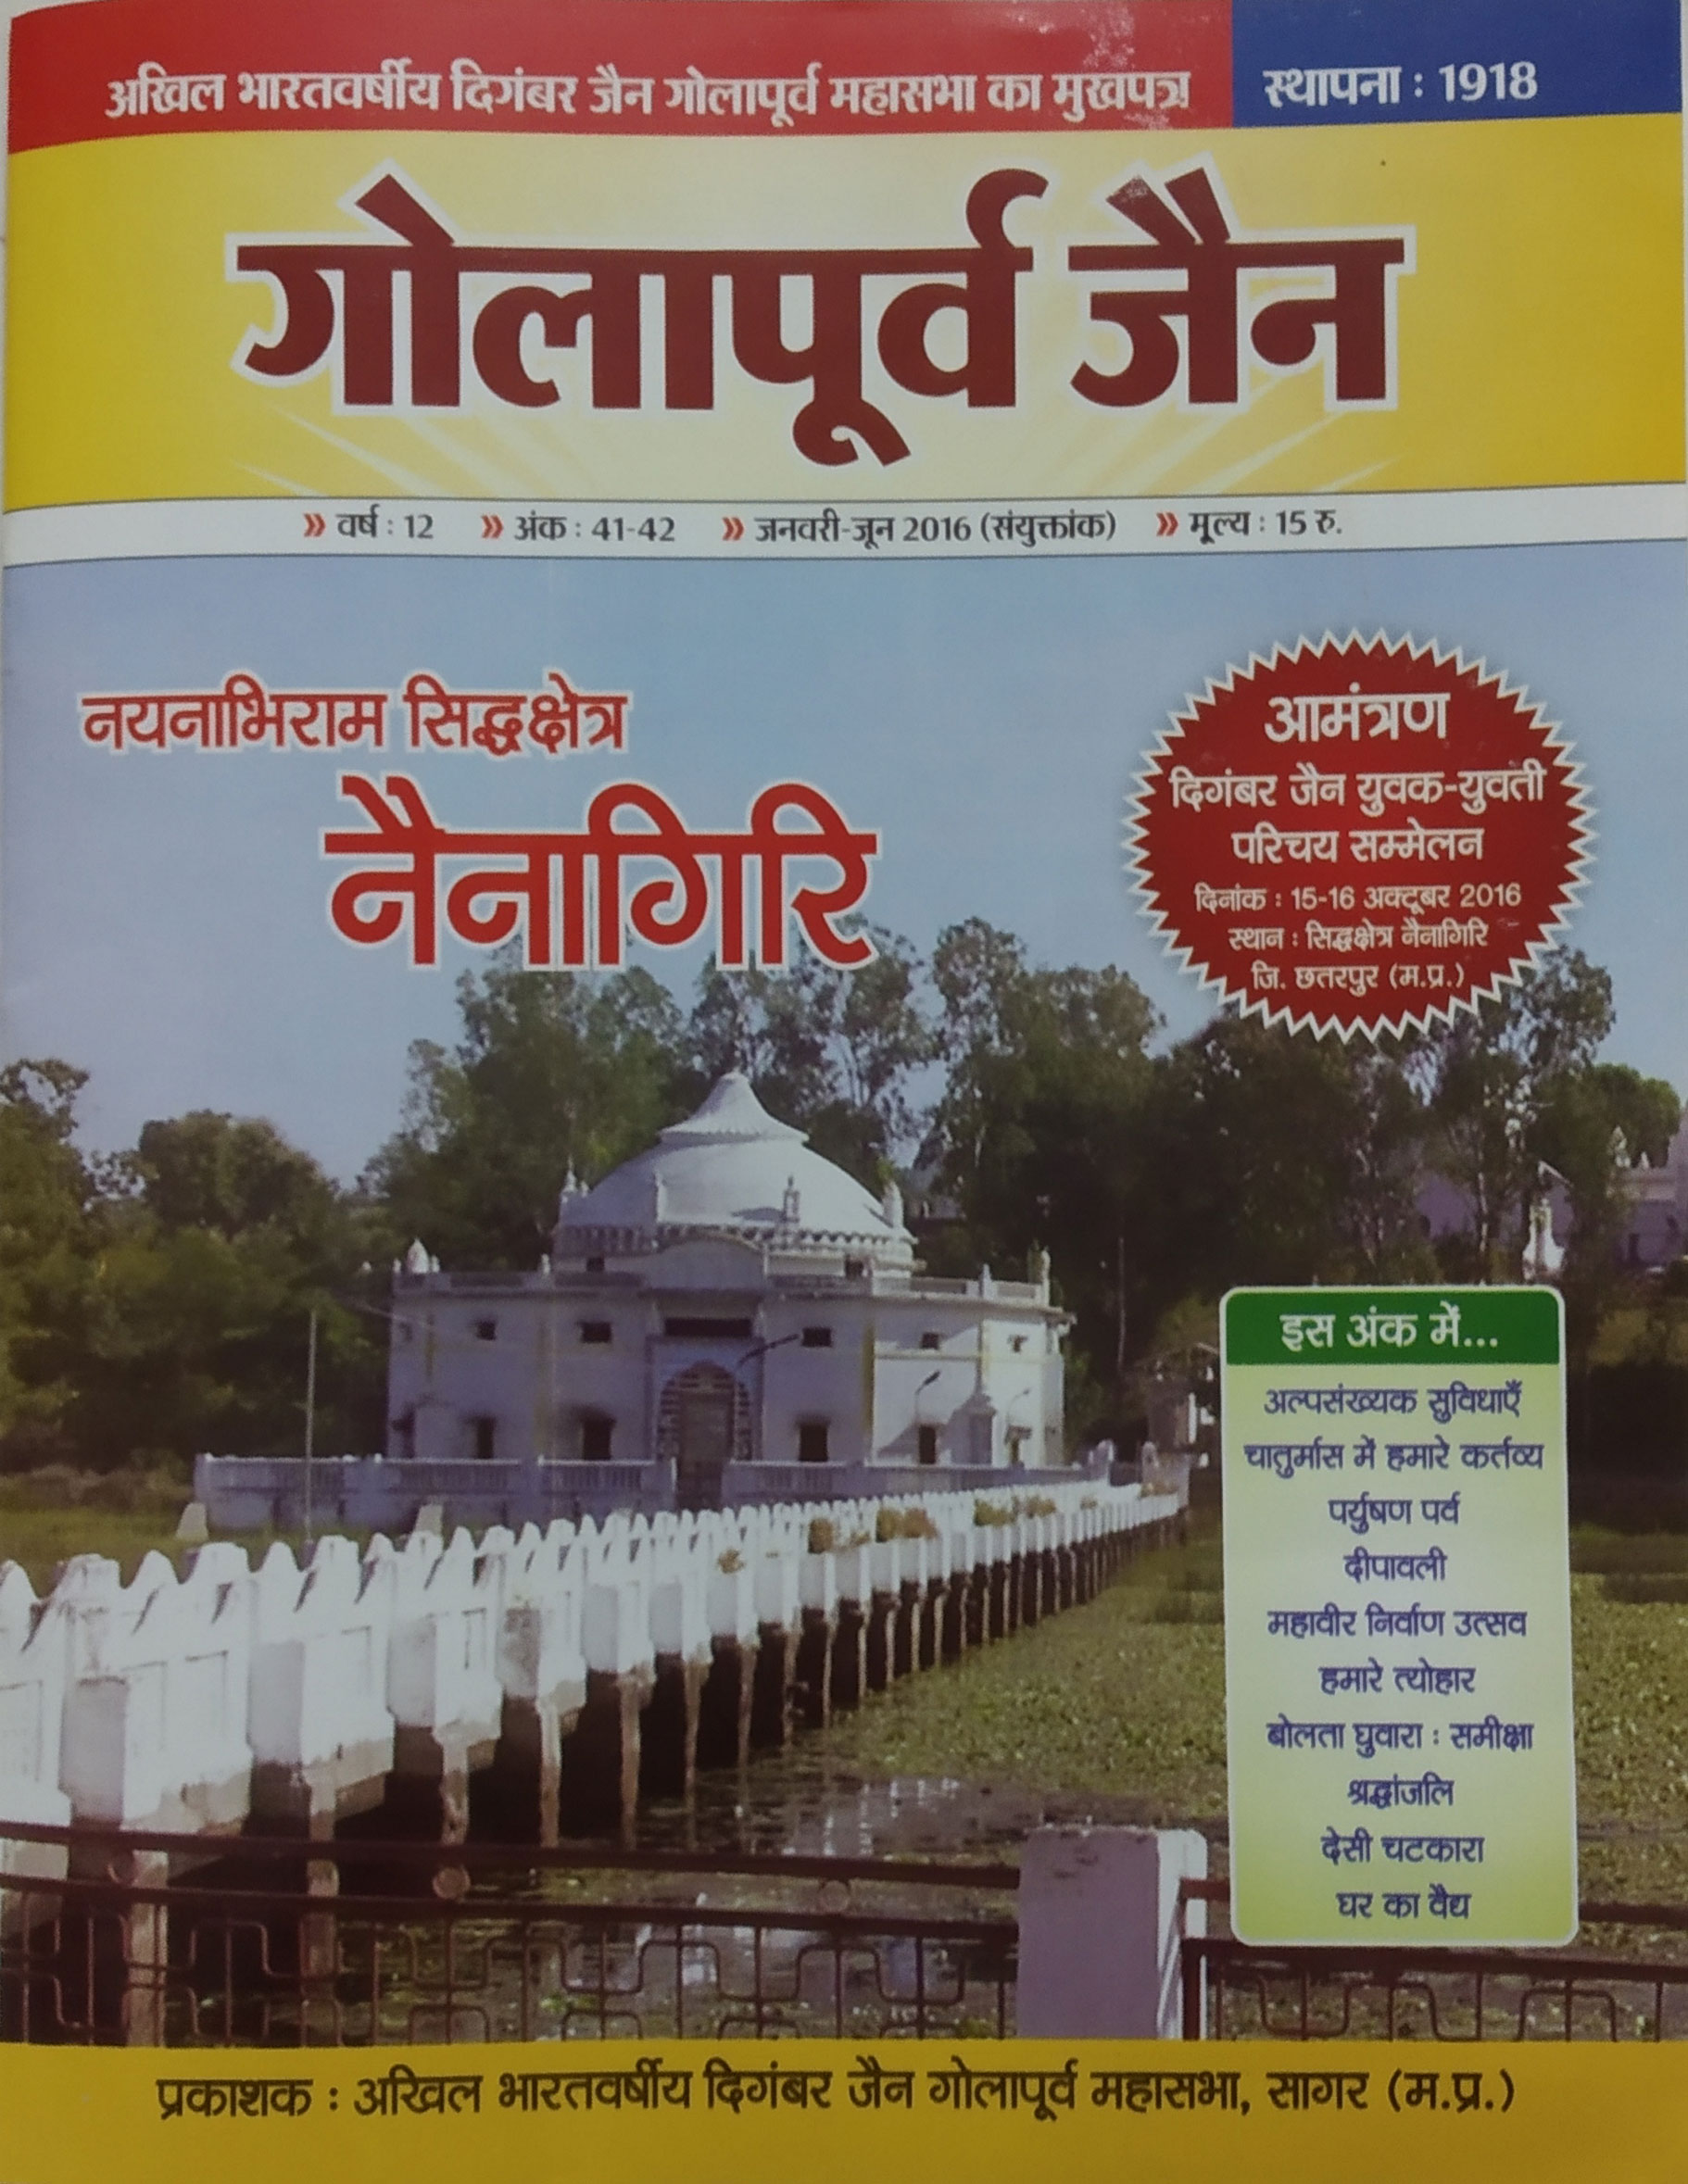 अखिल भारतवर्षीय दिगंबर जैन गोलापूर्व महासभा का मुखपत्र
स्थापना : 1918
गोलापूर्व जैन
» वर्ष : 12 » अंक : 41-42 » जनवरी-जून 2016 (संयुक्तांक) » मूल्य : 15 रु.
नयनाभिराम सिद्धक्षेत्र
नैनागिरि
आमंत्रण
दिगंबर जैन युवक-युवती
परिचय सम्मेलन
दिनांक : 15-16 अक्टूबर 2016
स्थान : सिद्धक्षेत्र नैनागिरि
जि. छतरपुर (म.प्र.)
इस अंक में...
अल्पसंख्यक सुविधाएँ
चातुर्मास में हमारे कर्तव्य
पर्युषण पर्व
दीपावली
महावीर निर्वाण उत्सव
हमारे त्योहार
बोलता घुवारा : समीक्षा
श्रद्धांजलि
देसी चटकारा
घर का वैद्य
प्रकाशक : अखिल भारतवर्षीय दिगंबर जैन गोलापूर्व महासभा, सागर (म.प्र.)